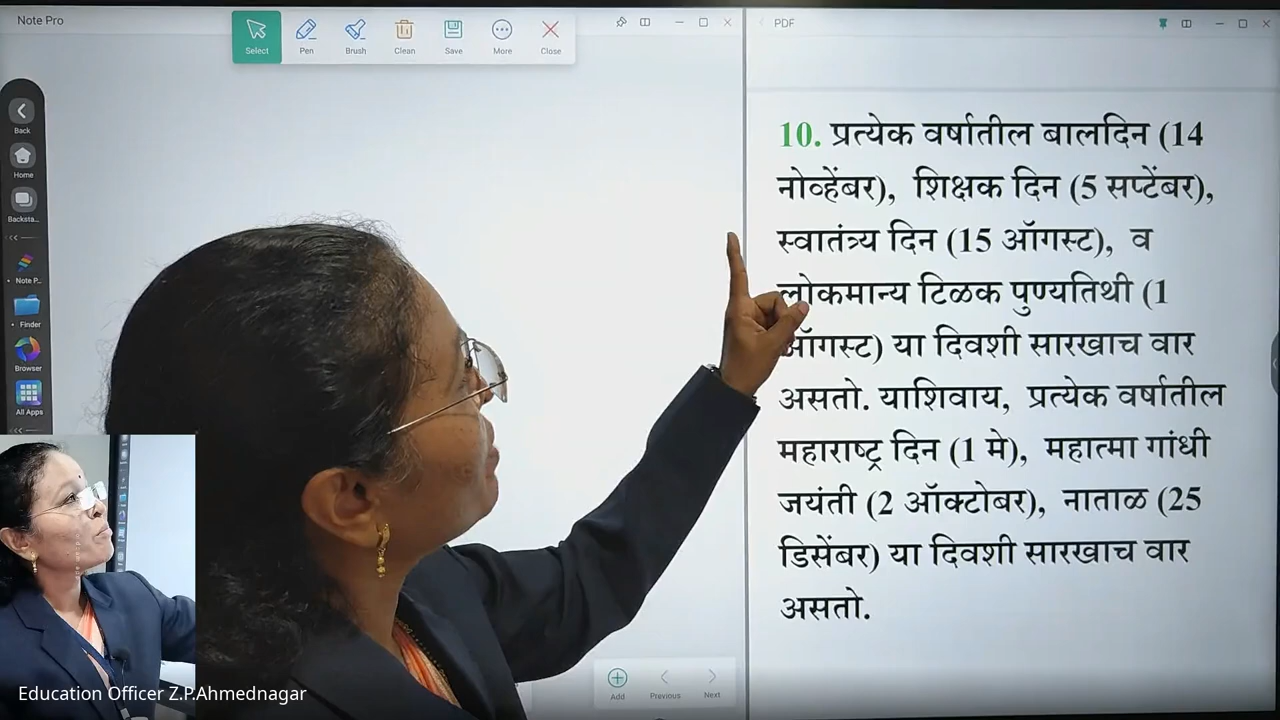 Note Pro
Select
Pen
Brush
Clean
Save
More
Close
PDF
Back
Home
Backsta...
Note P...
Finder
Browser
All Apps
10. प्रत्येक वर्षातील बालदिन (14
नोव्हेंबर), शिक्षक दिन (5 सप्टेंबर),
स्वातंत्र्य दिन (15 ऑगस्ट), व
लोकमान्य टिळक पुण्यतिथी (1
ऑगस्ट) या दिवशी सारखाच वार
असतो. याशिवाय, प्रत्येक वर्षातील
महाराष्ट्र दिन (1 मे), महात्मा गांधी
जयंती (2 ऑक्टोबर), नाताळ (25
डिसेंबर) या दिवशी सारखाच वार
असतो.
Add
Previous
Next
Education Officer Z.P.Ahmednagar